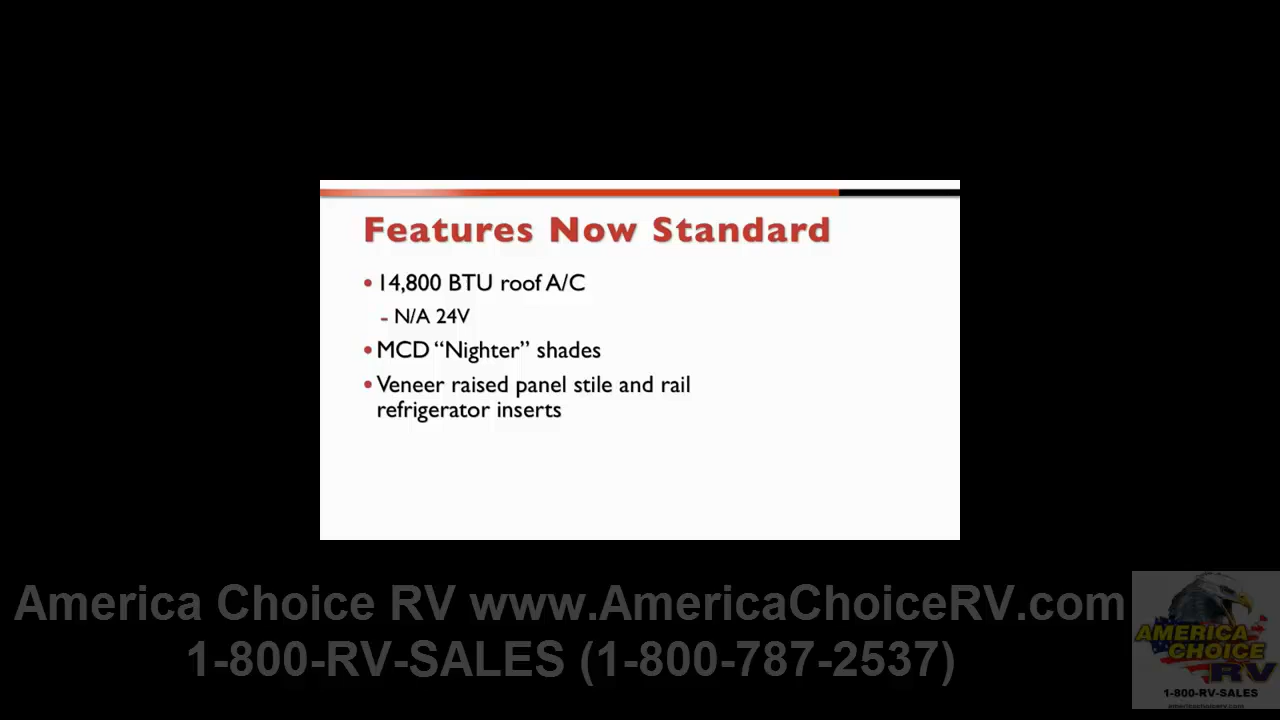 Features Now Standard
• 14,800 BTU roof A/C
- N/A 24V
• MCD “Nighter” shades
• Veneer raised panel stile and rail
refrigerator inserts
America Choice RV www.AmericaChoiceRV.com
1-800-RV-SALES (1-800-787-2537)
AMERICA
CHOICE
RV
1-800-RV-SALES
americachoicerv.com